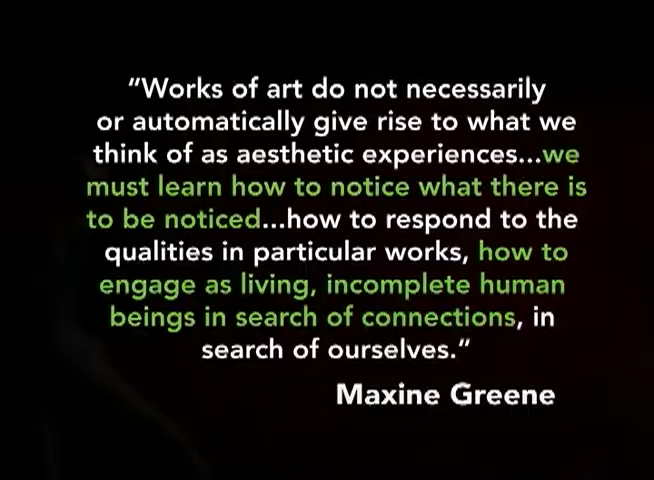 “Works of art do not necessarily
or automatically give rise to what we
think of as aesthetic experiences...we
must learn how to notice what there is
to be noticed...how to respond to the
qualities in particular works, how to
engage as living, incomplete human
beings in search of connections, in
search of ourselves.”
Maxine Greene